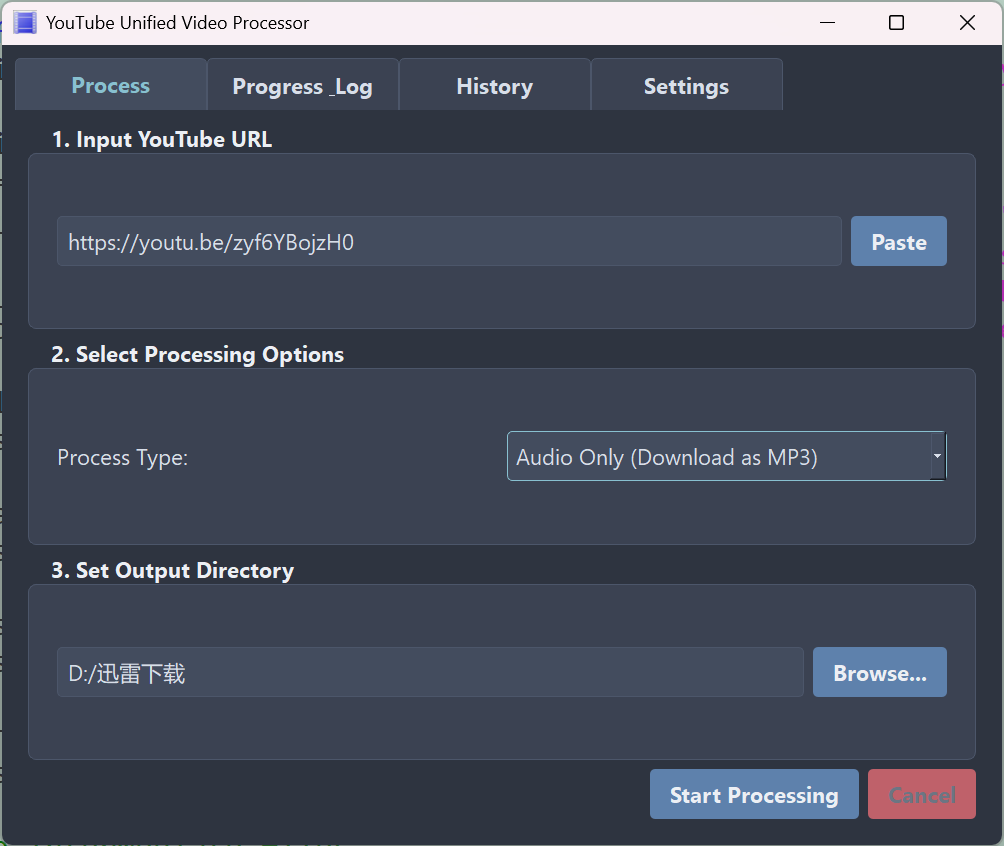 YouTube Unified Video Processor
Process
Progress _Log
History
Settings
1. Input YouTube URL
https://youtu.be/zyf6YBojzH0
Paste
2. Select Processing Options
Process Type:
Audio Only (Download as MP3)
3. Set Output Directory
D:/迅雷下载
Browse...
Start Processing
Cancel